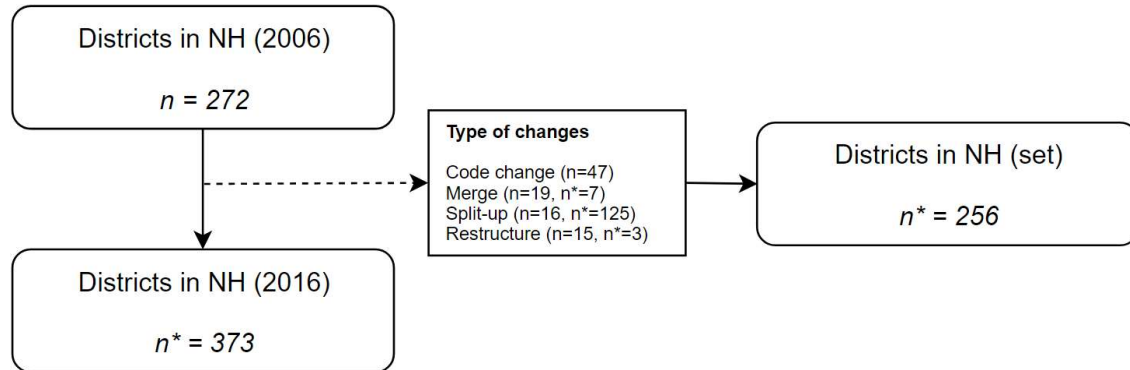 Districts in NH (2006)
n = 272
Type of changes
Code change (n=47)
Merge (n=19, n*=7)
Split-up (n=16, n*=125)
Restructure (n=15, n*=3)
Districts in NH (set)
n* = 256
Districts in NH (2016)
n* = 373